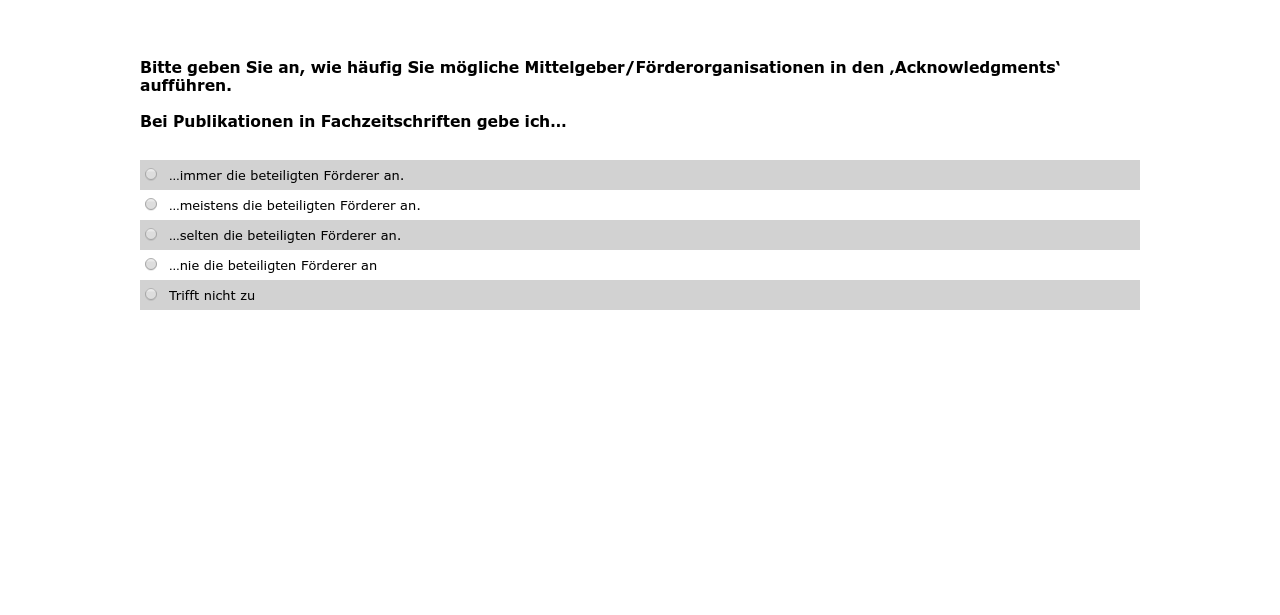 Bitte geben Sie an, wie häufig Sie mögliche Mittelgeber/Förderorganisationen in den ‚Acknowledgments‛
aufführen.
Bei Publikationen in Fachzeitschriften gebe ich...
...immer die beteiligten Förderer an.
...meistens die beteiligten Förderer an.
...selten die beteiligten Förderer an.
...nie die beteiligten Förderer an
Trifft nicht zu